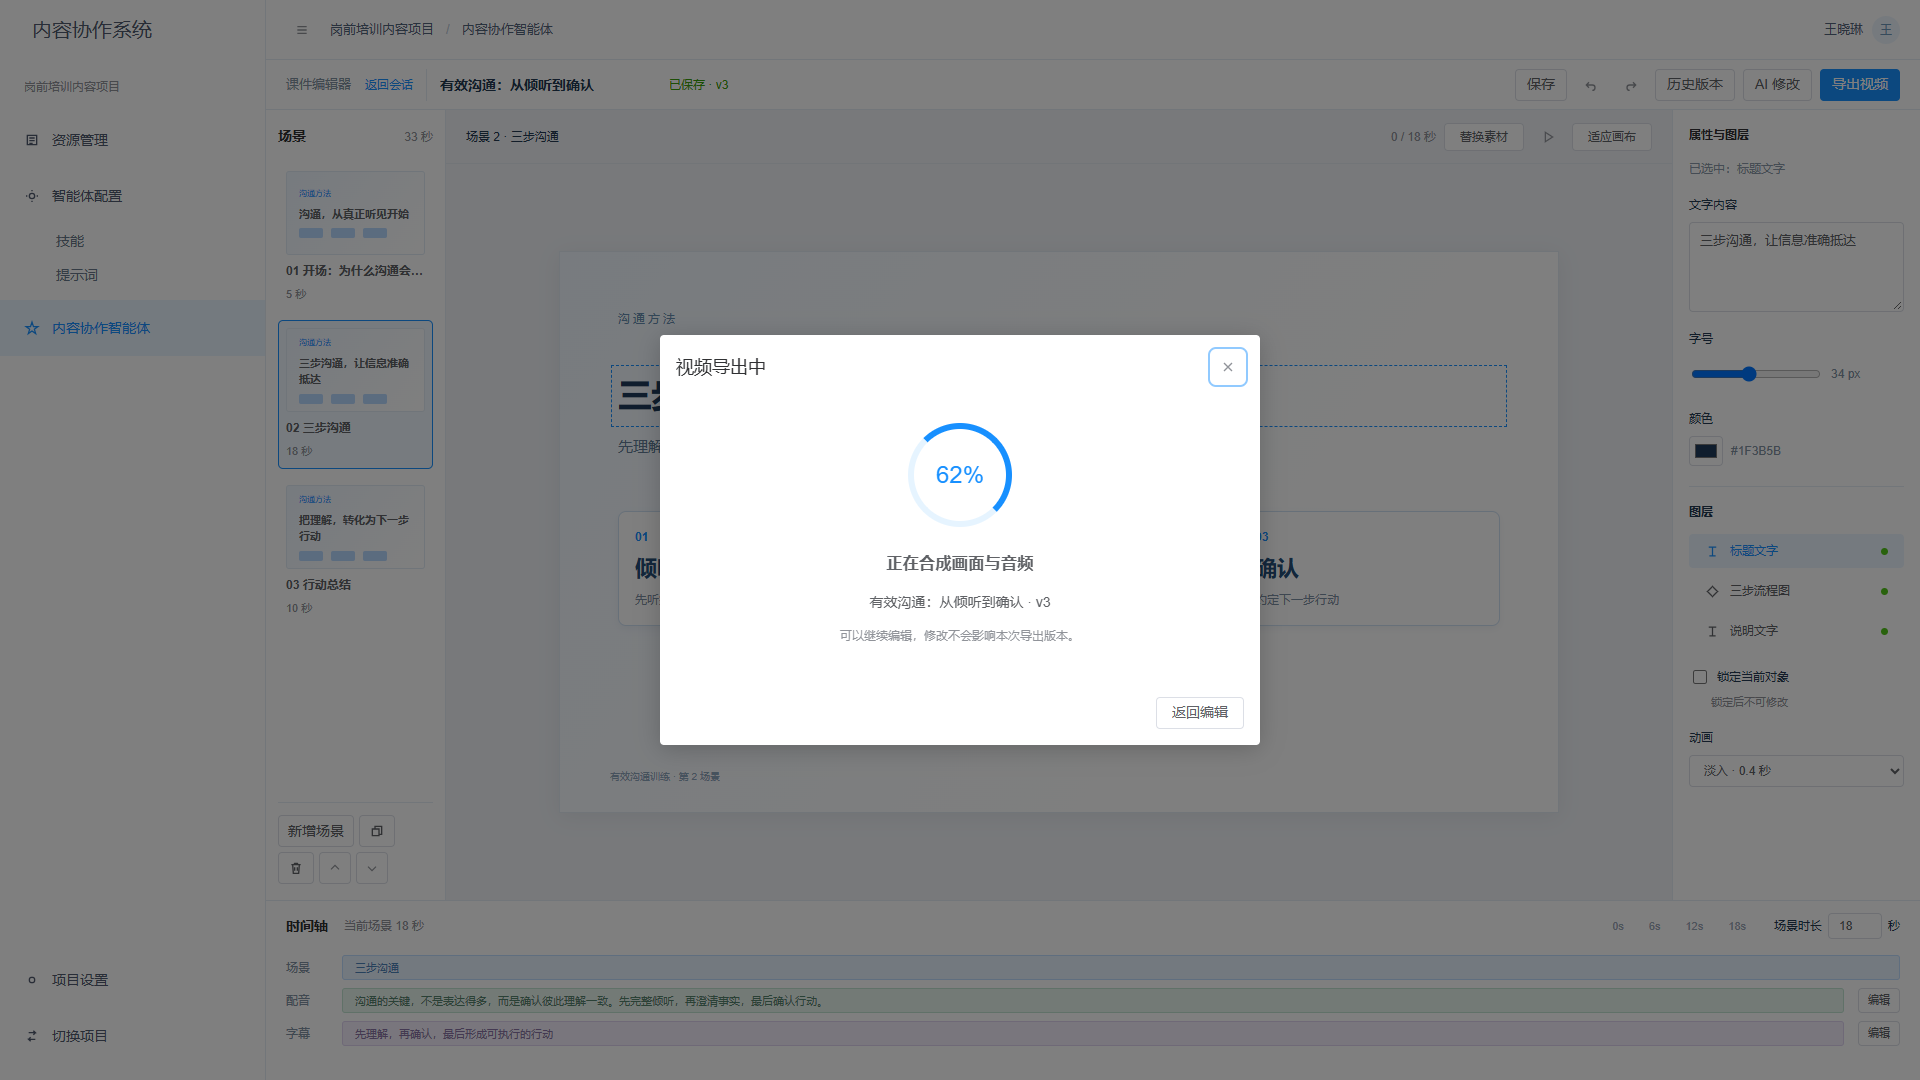 内容协作系统
岗前培训内容项目 / 内容协作智能体
王晓琳 王
岗前培训内容项目
资源管理
智能体配置
技能
提示词
内容协作智能体
项目设置
切换项目
课件编辑器 返回会话 有效沟通：从倾听到确认 已保存 · v3
保存 历史版本 AI 修改 导出视频
场景 33 秒
沟通方法
沟通，从真正听见开始
01 开场：为什么沟通会...
5 秒
沟通方法
三步沟通，让信息准确
抵达
02 三步沟通
18 秒
沟通方法
把理解，转化为下一步
行动
03 行动总结
10 秒
新增场景
场景 2 · 三步沟通 0 / 18 秒 替换素材 适应画布
沟通方法
先理解
01
先听
03
确认
约定下一步行动
有效沟通训练 · 第 2 场景
视频导出中
62%
正在合成画面与音频
有效沟通：从倾听到确认 · v3
可以继续编辑，修改不会影响本次导出版本。
返回编辑
属性与图层
已选中：标题文字
文字内容
三步沟通，让信息准确抵达
字号
34 px
颜色
#1F3B5B
图层
标题文字
三步流程图
说明文字
锁定当前对象
锁定后不可修改
动画
淡入 · 0.4 秒
时间轴 当前场景 18 秒 0s 6s 12s 18s 场景时长 18 秒
场景 三步沟通
配音 沟通的关键，不是表达得多，而是确认彼此理解一致。先完整倾听，再澄清事实，最后确认行动。 编辑
字幕 先理解，再确认，最后形成可执行的行动 编辑